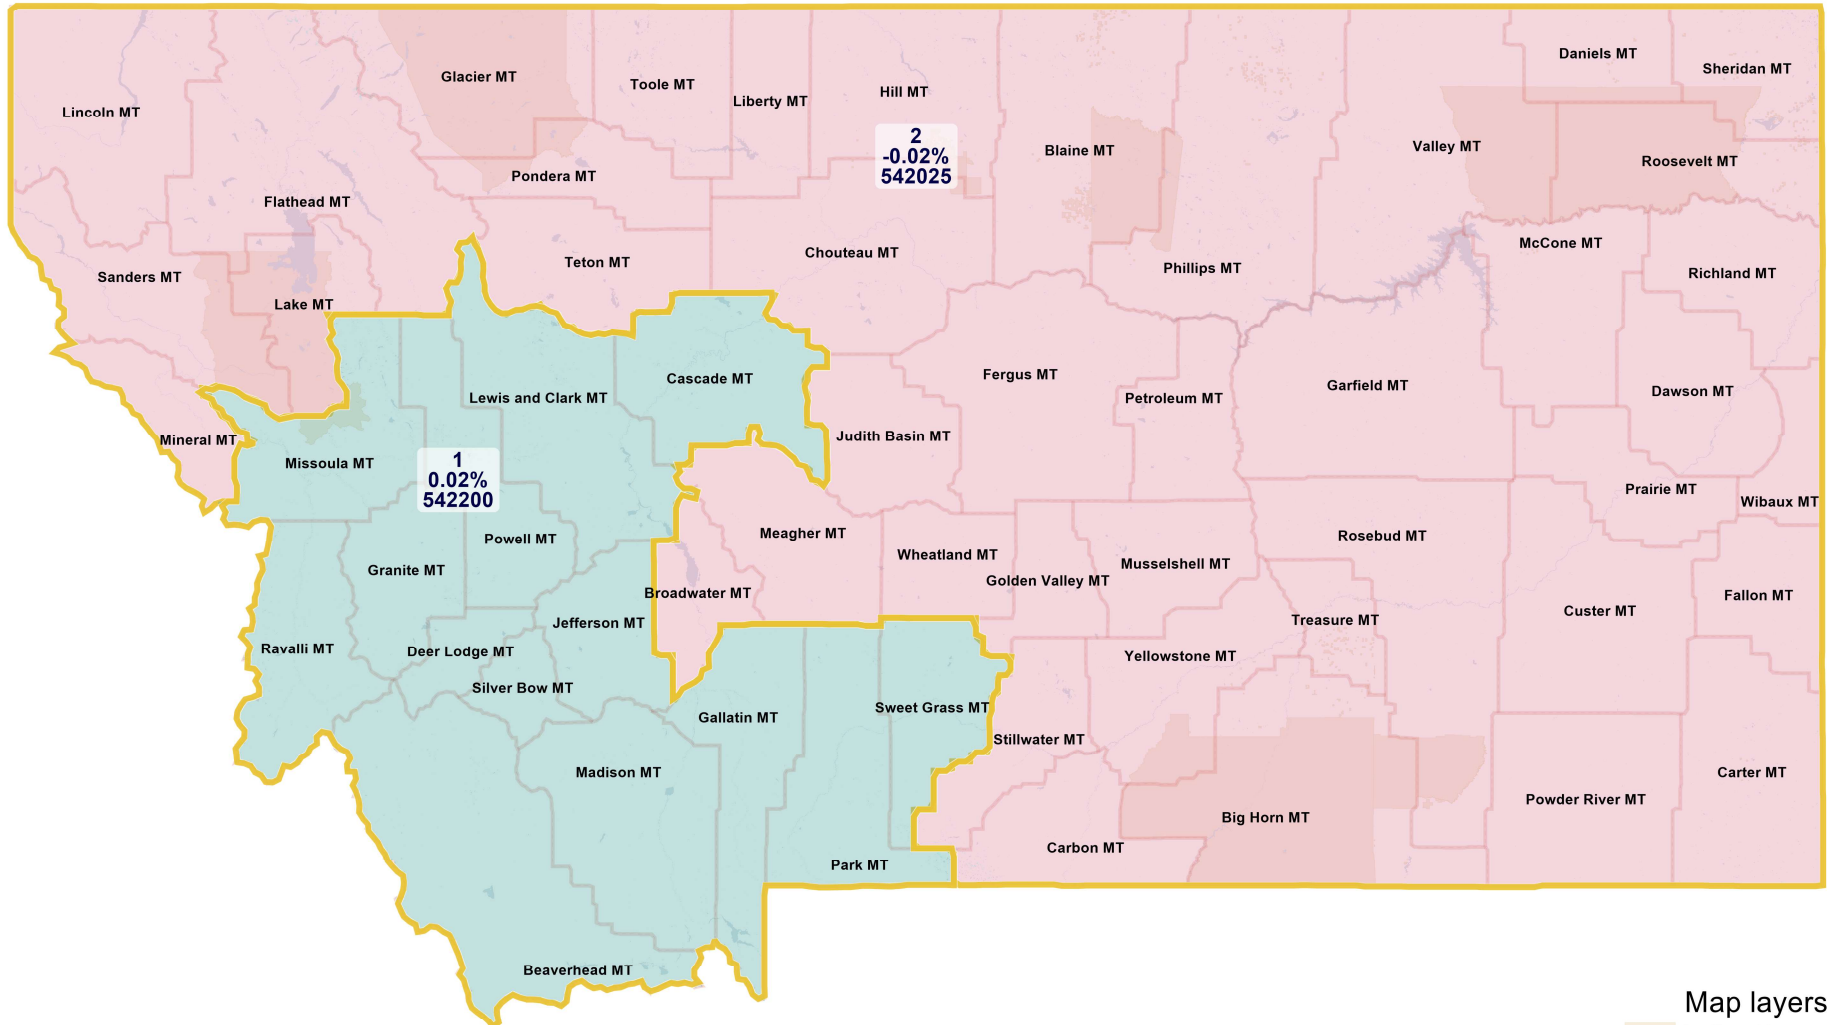 Daniels MT
Sheridan MT
Glacier MT
Toole MT
Hill MT
Liberty MT
Lincoln MT
2
-0.02%
542025
Blaine MT
Valley MT
Roosevelt MT
Pondera MT
Flathead MT
McCone MT
Chouteau MT
Teton MT
Phillips MT
Richland MT
Sanders MT
Lake MT
Fergus MT
Cascade MT
Garfield MT
Dawson MT
Lewis and Clark MT
Petroleum MT
Mineral MT
Judith Basin MT
Missoula MT
1
0.02%
542200
Prairie MT
Wibaux MT
Meagher MT
Rosebud MT
Powell MT
Wheatland MT
Musselshell MT
Granite MT
Golden Valley MT
Broadwater MT
Fallon MT
Custer MT
Treasure MT
Jefferson MT
Ravalli MT
Deer Lodge MT
Yellowstone MT
Silver Bow MT
Sweet Grass MT
Gallatin MT
Stillwater MT
Madison MT
Carter MT
Powder River MT
Big Horn MT
Carbon MT
Park MT
Beaverhead MT
Map layers